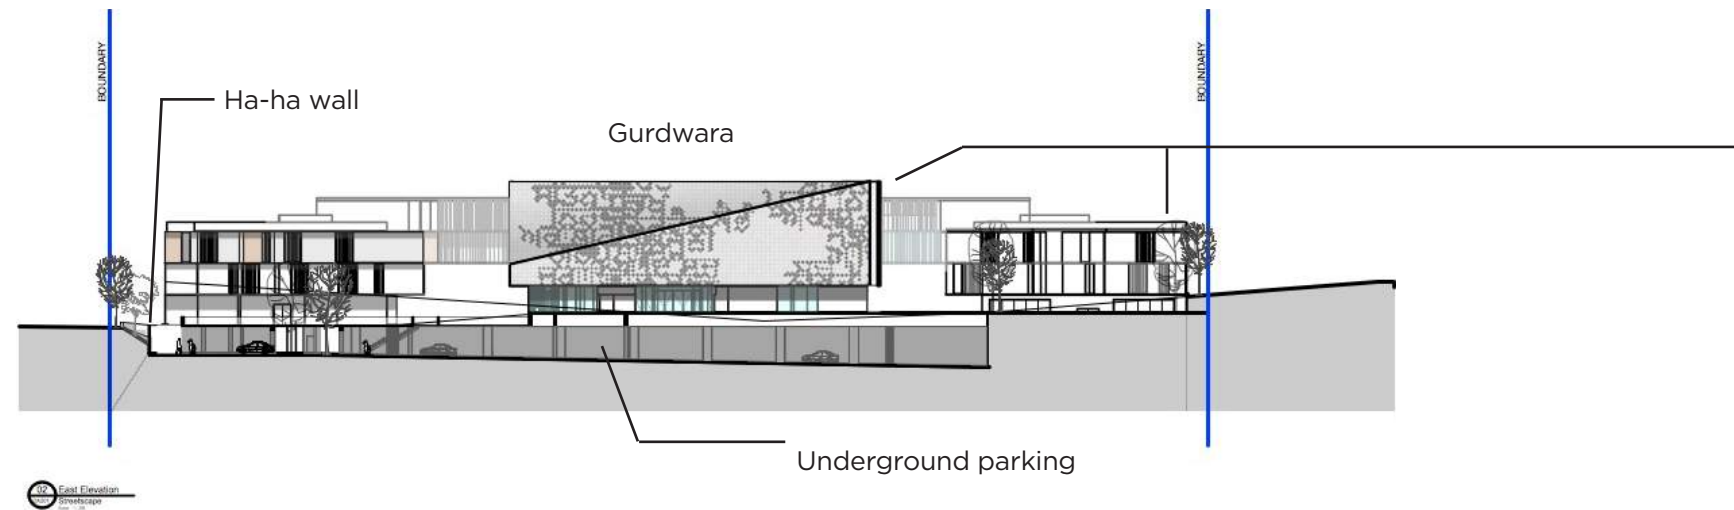 BOUNDARY
BOUNDARY
Ha-ha wall
Gurdwara
Underground parking
02
East Elevation
Streetscape